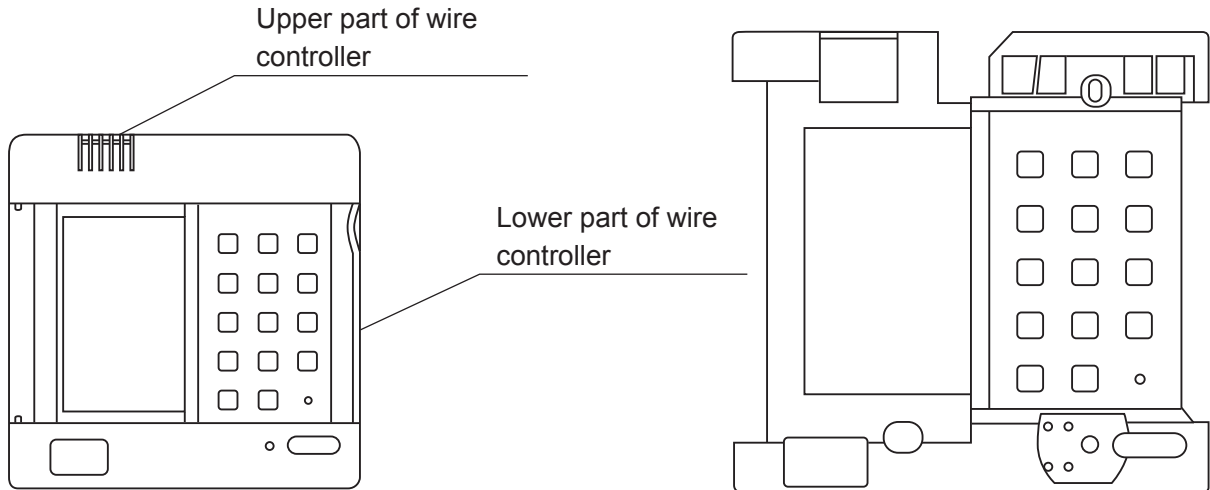 Upper part of wire
controller
Lower part of wire
controller